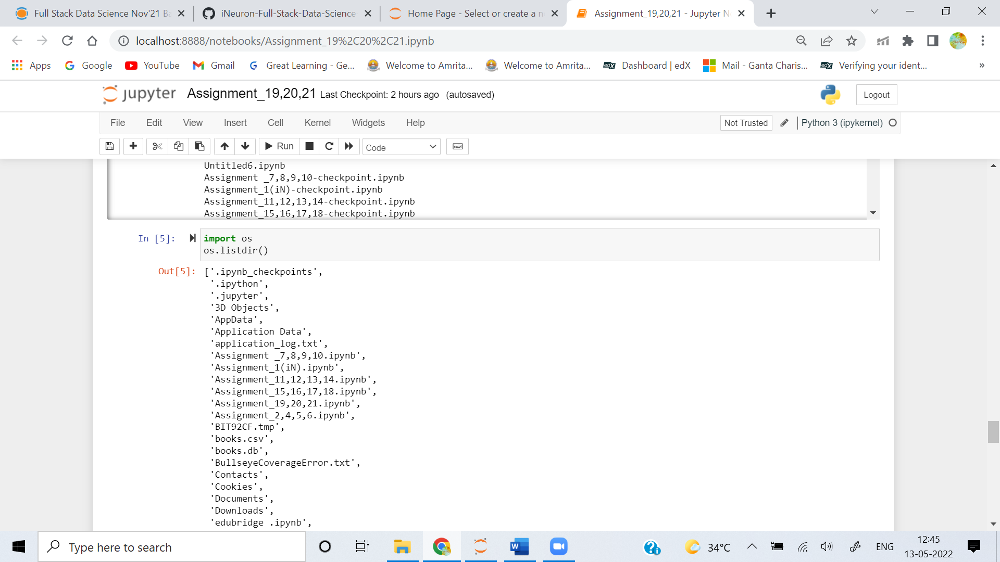 Full Stack Data Science Nov'21 Ba
iNeuron-Full-Stack-Data-Science
Home Page - Select or create a n
Assignment_19,20,21 - Jupyter N
localhost:8888/notebooks/Assignment_19%2C20%2C21.ipynb
Apps
Google
YouTube
Gmail
Great Learning - Ge...
Welcome to Amrita...
Welcome to Amrita...
Dashboard | edX
Mail - Ganta Charis...
Verifying your ident...
»
jupyter Assignment_19,20,21 Last Checkpoint: 2 hours ago (autosaved)
Logout
File Edit View Insert Cell Kernel Widgets Help
Not Trusted
Python 3 (ipykernel)
Run
Code
Untitled6.ipynb
Assignment _7,8,9,10-checkpoint.ipynb
Assignment_1(iN)-checkpoint.ipynb
Assignment_11,12,13,14-checkpoint.ipynb
Assignment_15,16,17,18-checkpoint.ipynb
In [5]: import os
os.listdir()
Out[5]: ['.ipynb_checkpoints',
'.ipython',
'.jupyter',
'3D Objects',
'AppData',
'Application Data',
'application_log.txt',
'Assignment _7,8,9,10.ipynb',
'Assignment_1(iN).ipynb',
'Assignment_11,12,13,14.ipynb',
'Assignment_15,16,17,18.ipynb',
'Assignment_19,20,21.ipynb',
'Assignment_2,4,5,6.ipynb',
'BIT92CF.tmp',
'books.csv',
'books.db',
'BullseyeCoverageError.txt',
'Contacts',
'Cookies',
'Documents',
'Downloads',
'edubridge .ipynb',
Type here to search
34°C
ENG
12:45
13-05-2022